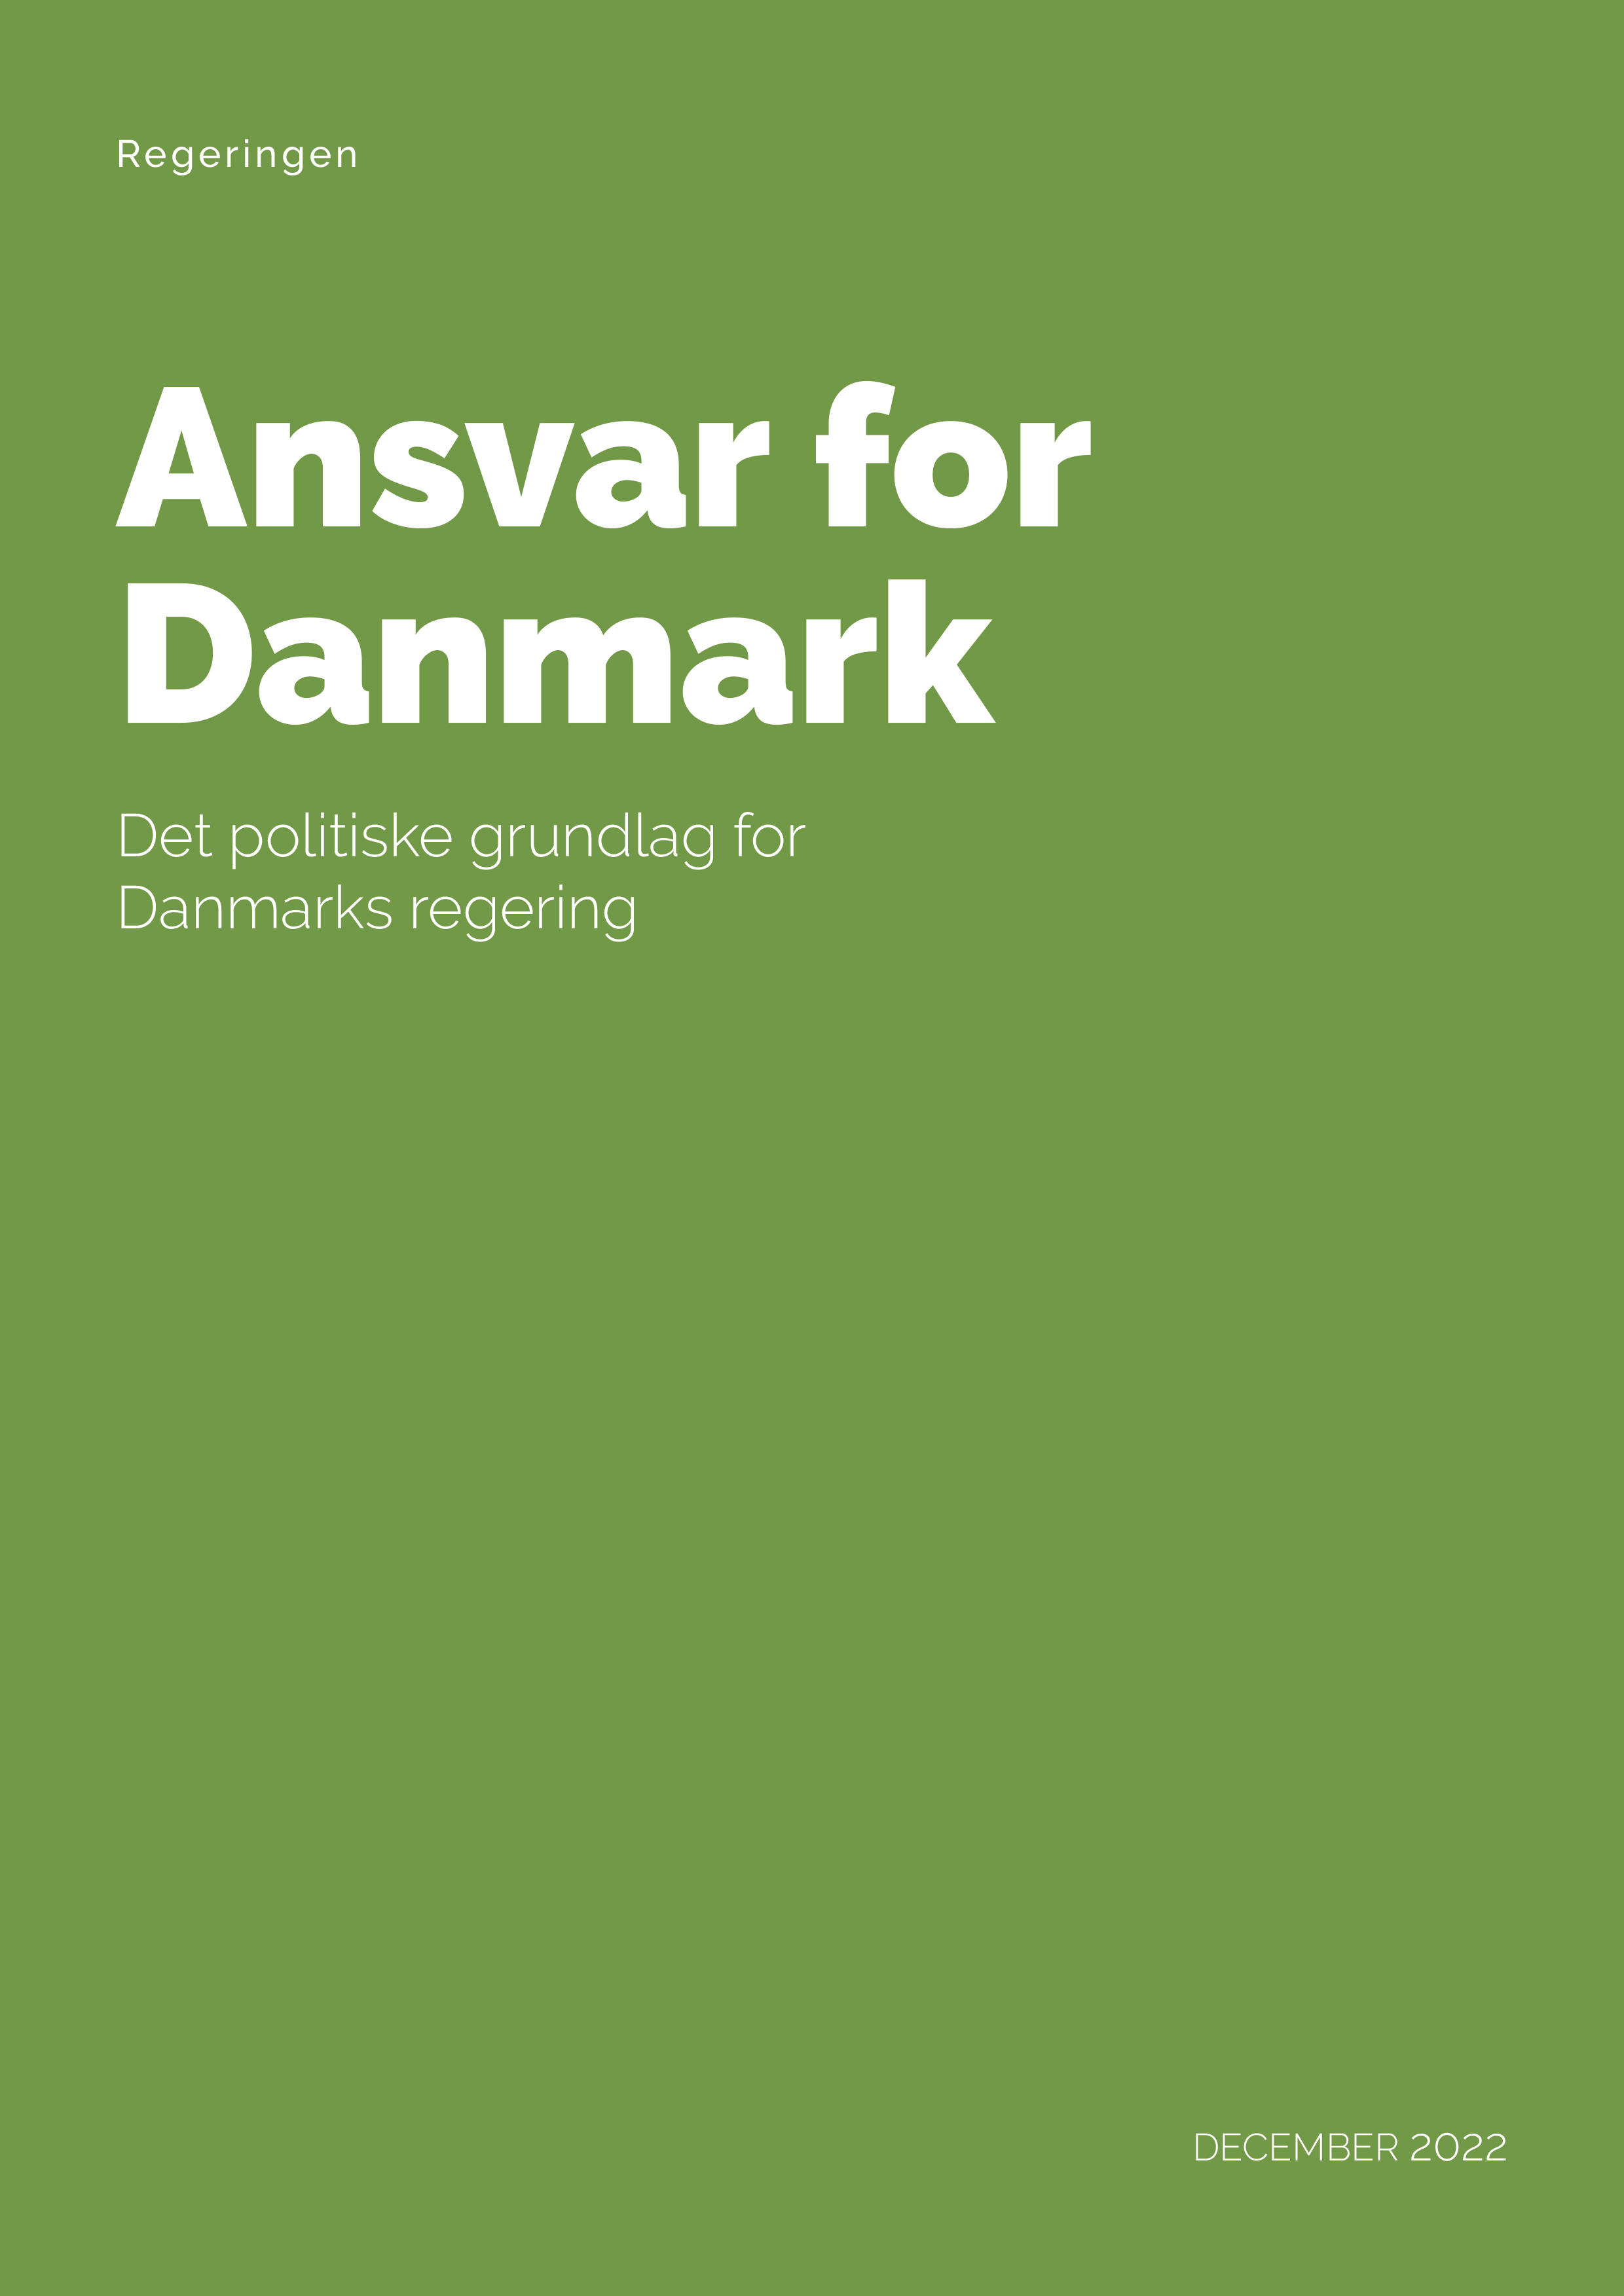 Regeringen
Ansvar for
Danmark
Det politiske grundlag for
Danmarks regering
DECEMBER 2022